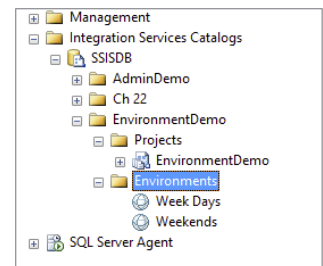 Management
Integration Services Catalogs
SSISDB
AdminDemo
Ch 22
EnvironmentDemo
Projects
EnvironmentDemo
Environments
Week Days
Weekends
SQL Server Agent